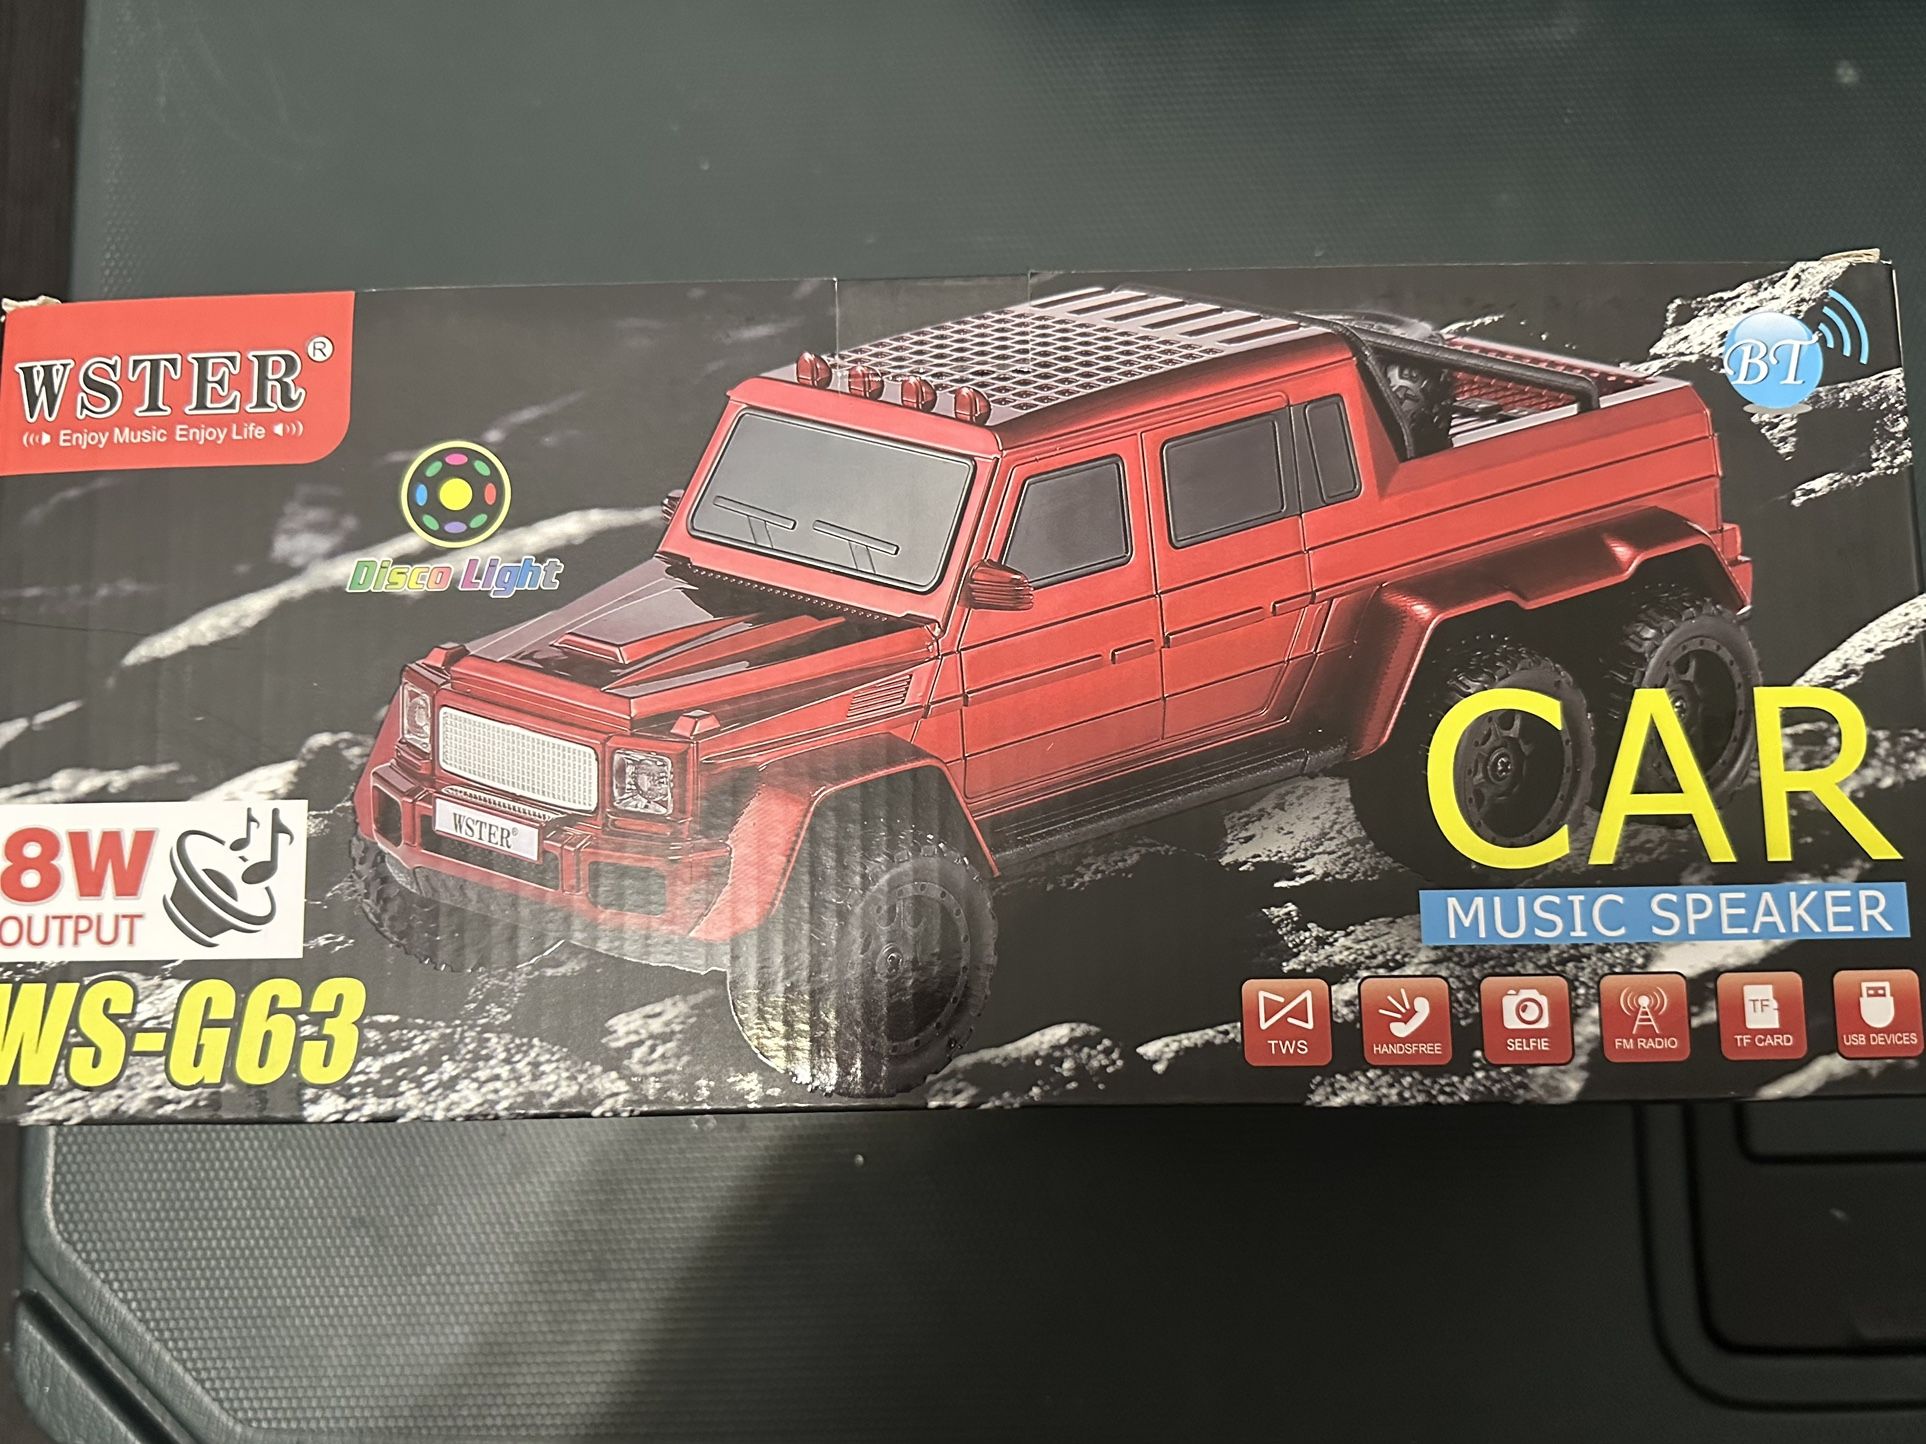 WSTER®
Enjoy Music Enjoy Life
Disco Light
BT
WSTER®
8W
OUTPUT
WS-G63
CAR
MUSIC SPEAKER
TWS
HANDSFREE
SELFIE
FM RADIO
TF
TF CARD
USB DEVICES